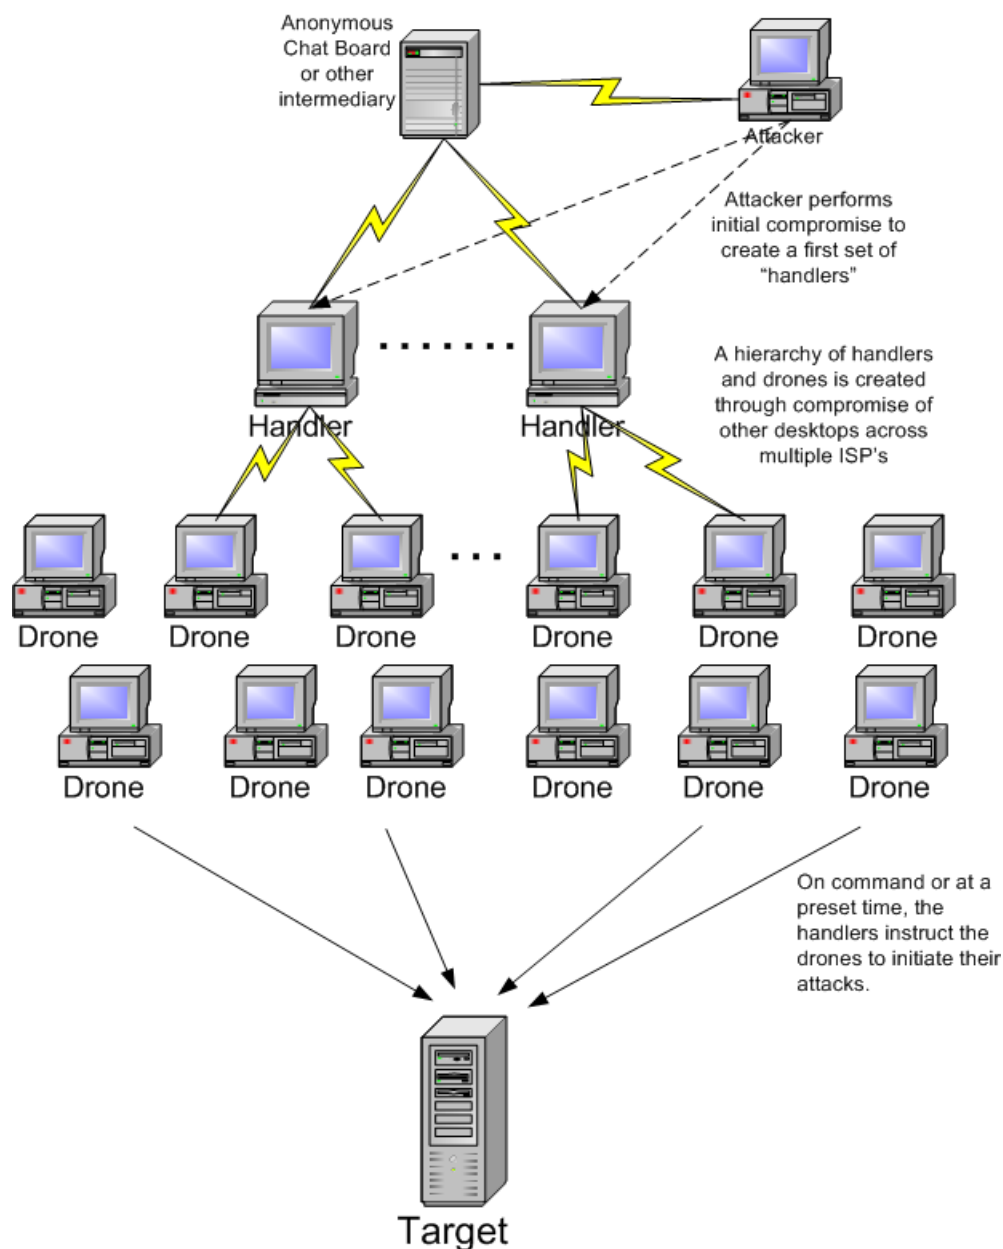 Anonymous
Chat Board
or other
intermediary
Attacker
Attacker performs
initial compromise to
create a first set of
“handlers”
A hierarchy of handlers
and drones is created
through compromise of
other desktops across
multiple ISP's
Handler
Handler
Drone
Drone
Drone
Drone
Drone
Drone
Drone
Drone
Drone
Drone
Drone
Drone
On command or at a
preset time, the
handlers instruct the
drones to initiate their
attacks.
Target